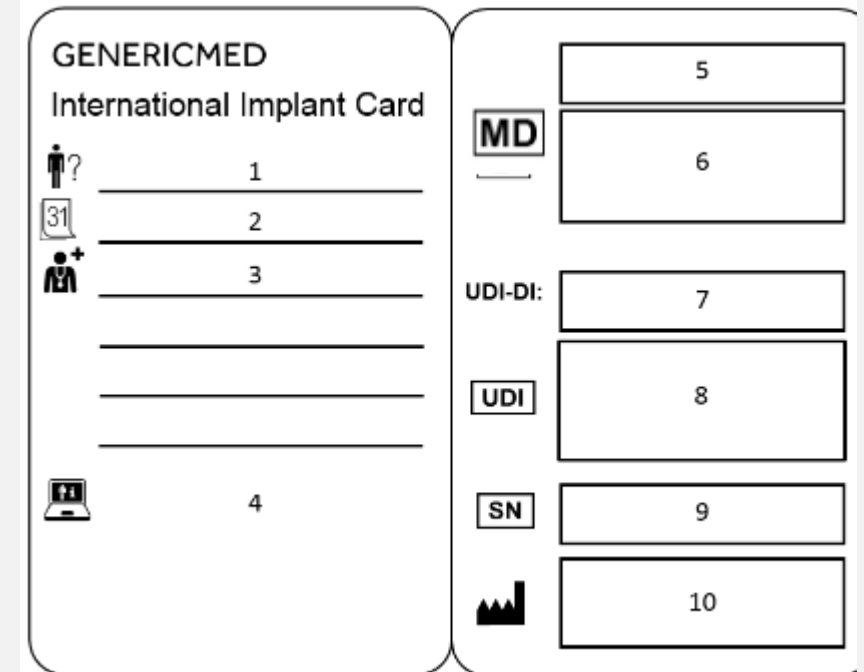 GENERICMED
International Implant Card
? 1
31 2
3
4
5
MD
6
UDI-DI: 7
UDI 8
SN 9
10